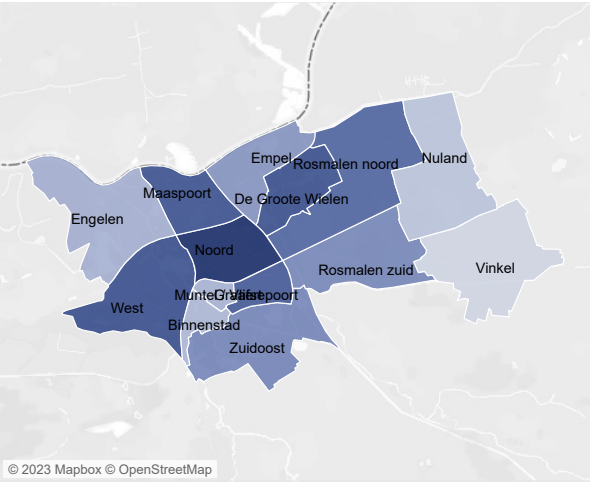 Empel
Rosmalen noord
Nuland
Maaspoort
De Groote Wielen
Engelen
Noord
Rosmalen zuid
Vinkel
West
Binnenstad
Zuidoost
© 2023 Mapbox © OpenStreetMap